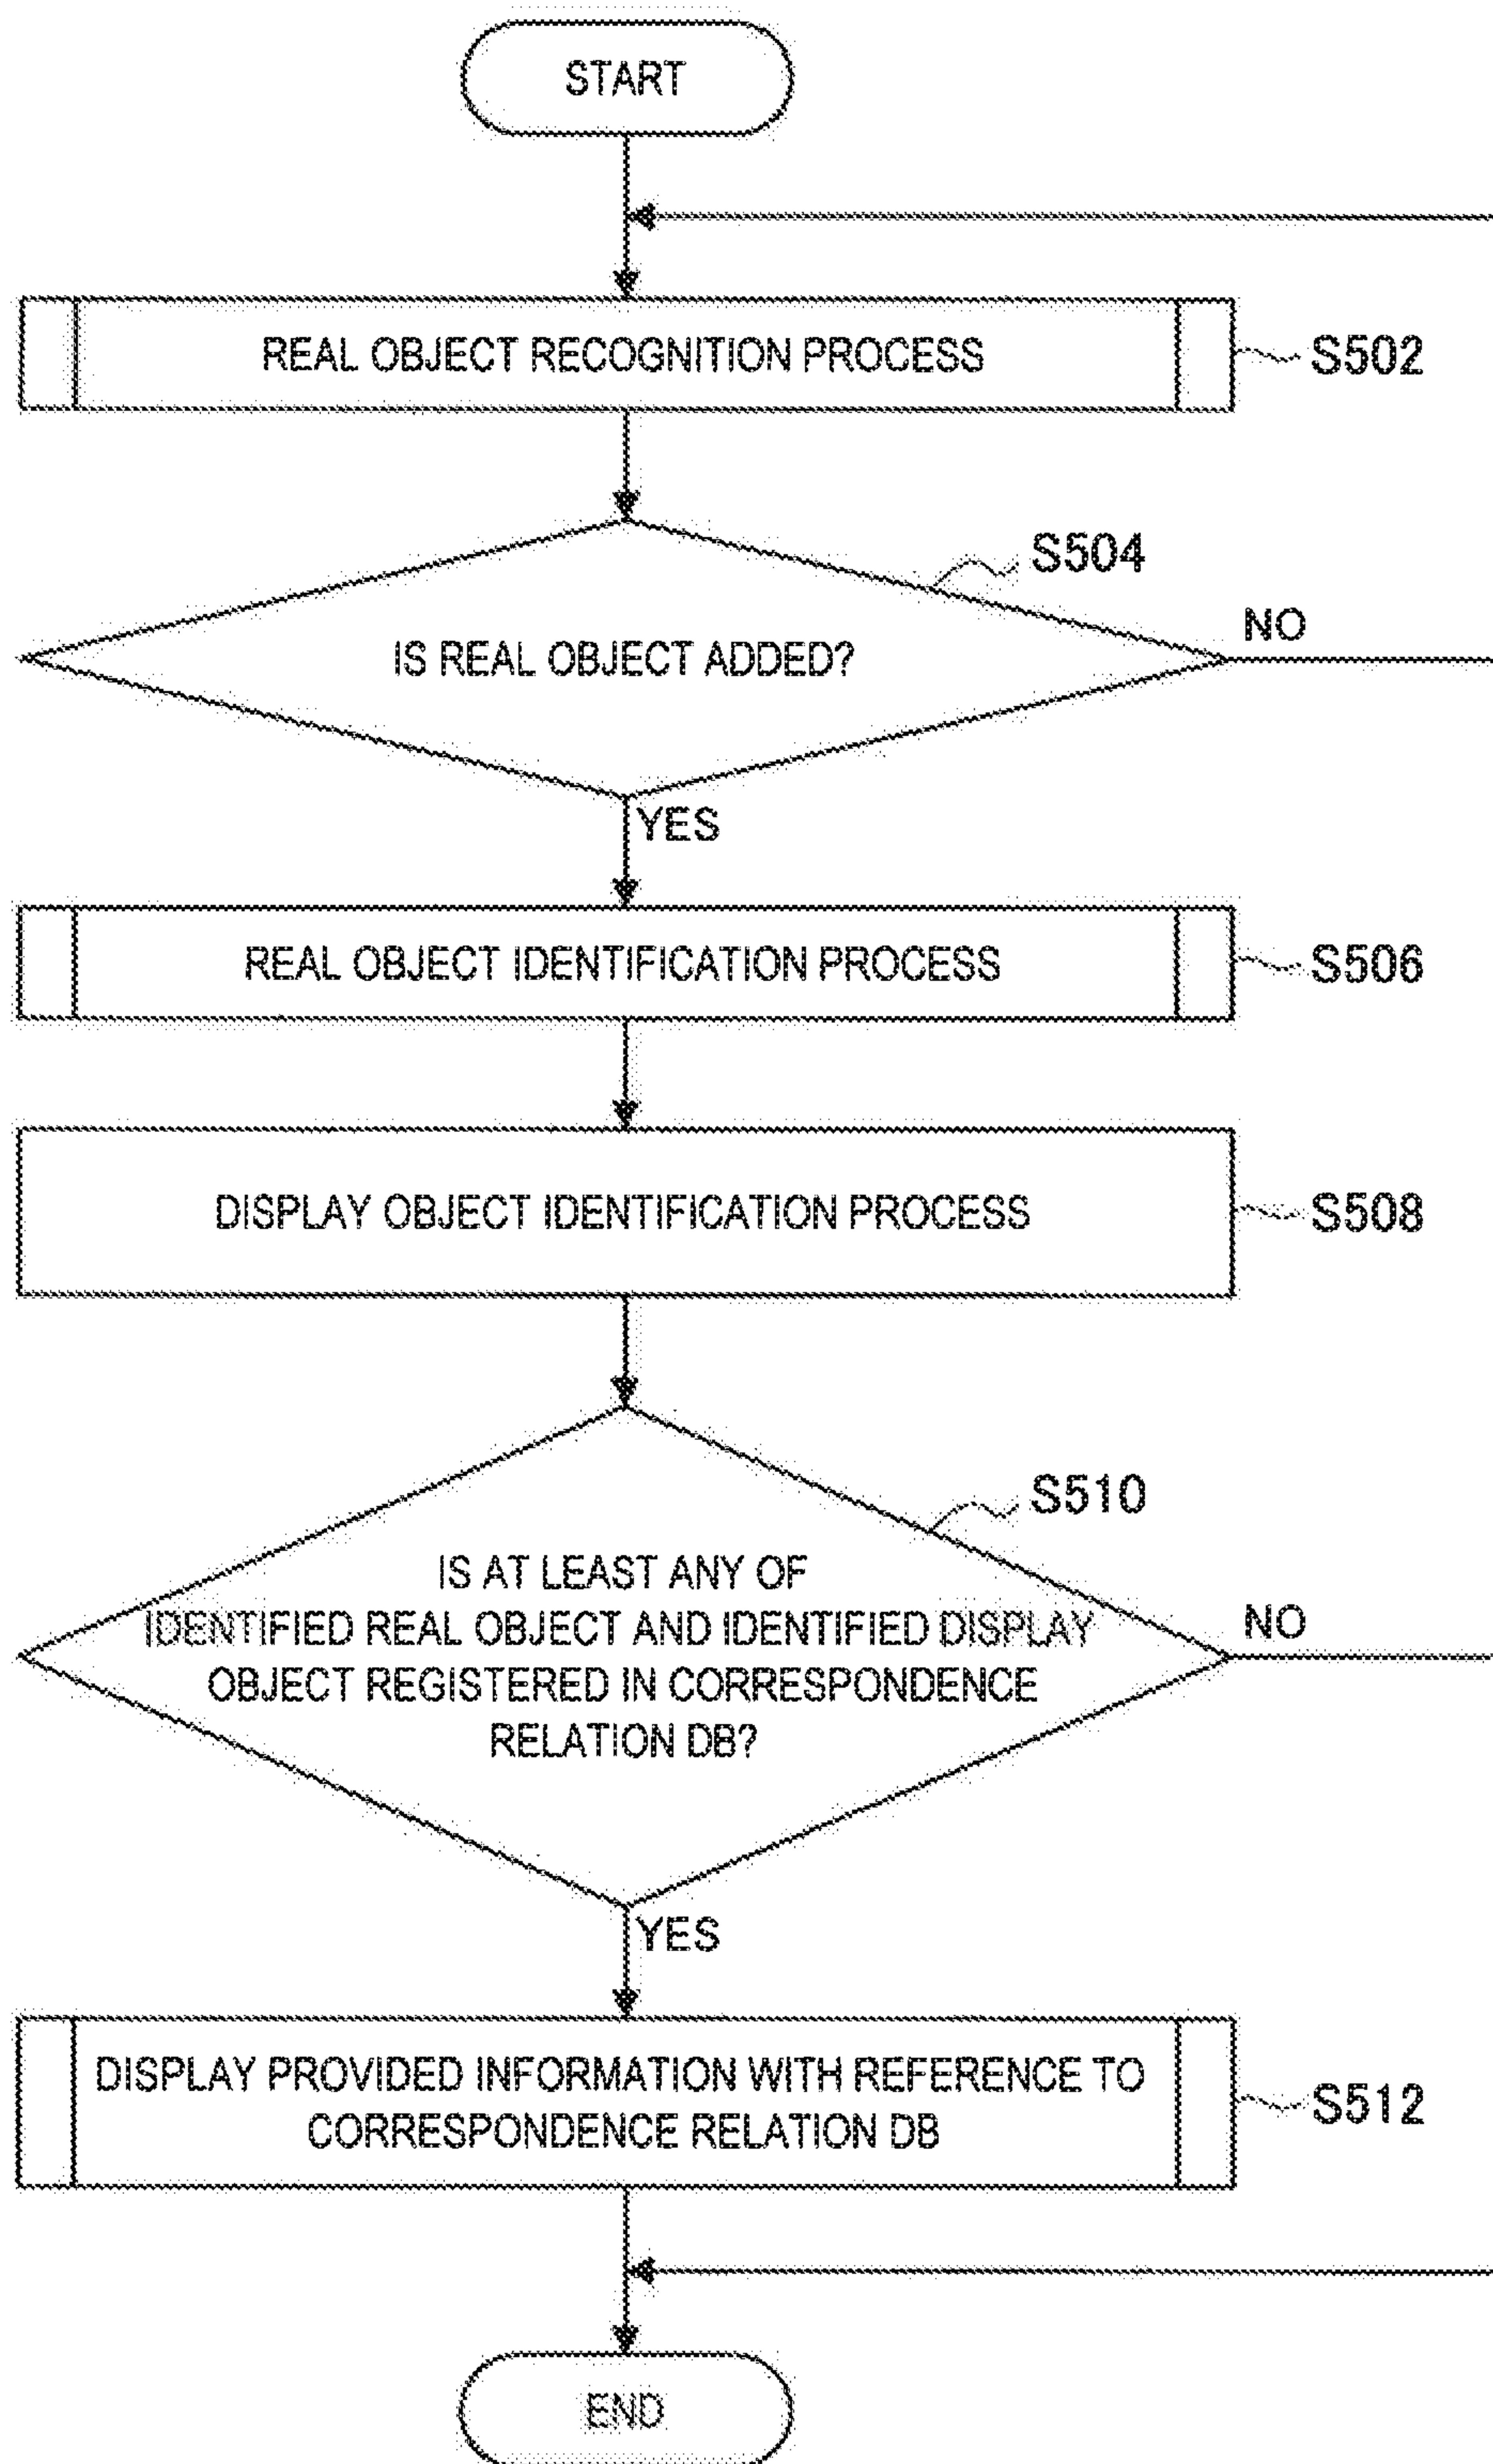 START
REAL OBJECT RECOGNITION PROCESS
S502
S504
IS REAL OBJECT ADDED?
NO
YES
REAL OBJECT IDENTIFICATION PROCESS
S506
DISPLAY OBJECT IDENTIFICATION PROCESS
S508
S510
IS AT LEAST ANY OF
IDENTIFIED REAL OBJECT AND IDENTIFIED DISPLAY
OBJECT REGISTERED IN CORRESPONDENCE
RELATION DB?
NO
YES
DISPLAY PROVIDED INFORMATION WITH REFERENCE TO
CORRESPONDENCE RELATION DB
S512
END